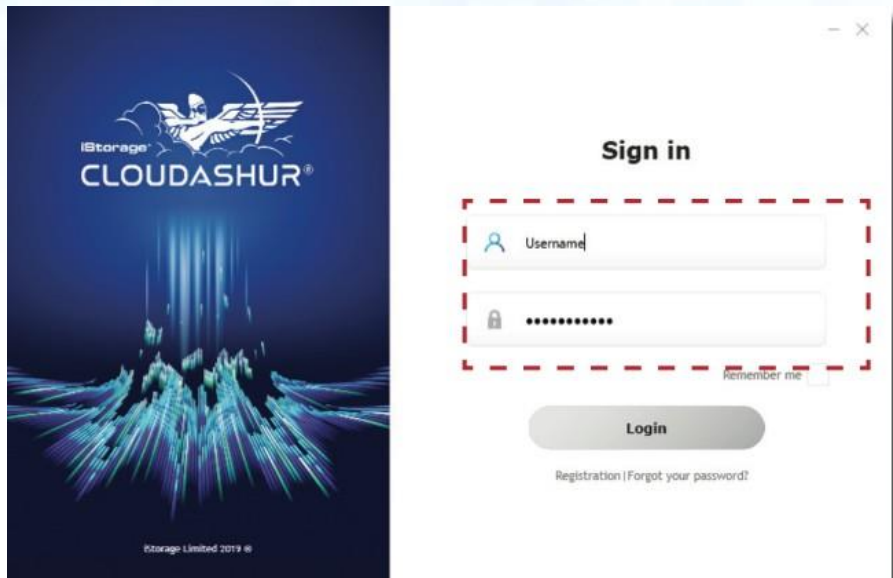 iStorage®
CLOUDASHUR®
iStorage Limited 2019 ®
Sign in
Username
•••••••••••
Remember me
Login
Registration | Forgot your password?